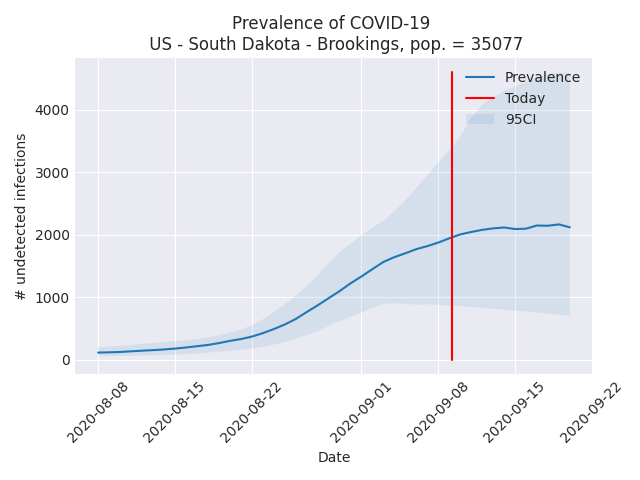 Prevalence of COVID-19
US - South Dakota - Brookings, pop. = 35077
Prevalence
Today
95CI
# undetected infections
4000
3000
2000
1000
0
2020-08-08
2020-08-15
2020-08-22
2020-09-01
2020-09-08
2020-09-15
2020-09-22
Date